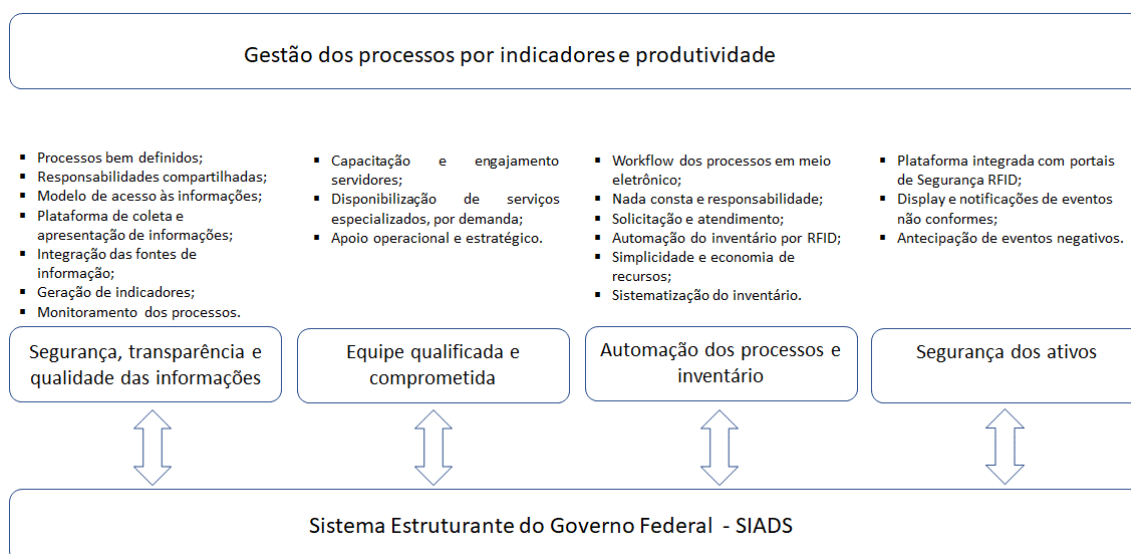 Gestão dos processos por indicadores e produtividade
▪ Processos bem definidos;
▪ Responsabilidades compartilhadas;
▪ Modelo de acesso às informações;
▪ Plataforma de coleta e
apresentação de informações;
▪ Integração das fontes de
informação;
▪ Geração de indicadores;
▪ Monitoramento dos processos.
Segurança, transparência e
qualidade das informações
▪ Capacitação e engajamento
servidores;
▪ Disponibilização de serviços
especializados, por demanda;
▪ Apoio operacional e estratégico.
Equipe qualificada e
comprometida
▪ Workflow dos processos em meio
eletrônico;
▪ Nada consta e responsabilidade;
▪ Solicitação e atendimento;
▪ Automação do inventário por RFID;
▪ Simplicidade e economia de
recursos;
▪ Sistematização do inventário.
Automação dos processos e
inventário
▪ Plataforma integrada com portais
de Segurança RFID;
▪ Display e notificações de eventos
não conformes;
▪ Antecipação de eventos negativos.
Segurança dos ativos
Sistema Estruturante do Governo Federal - SIADS